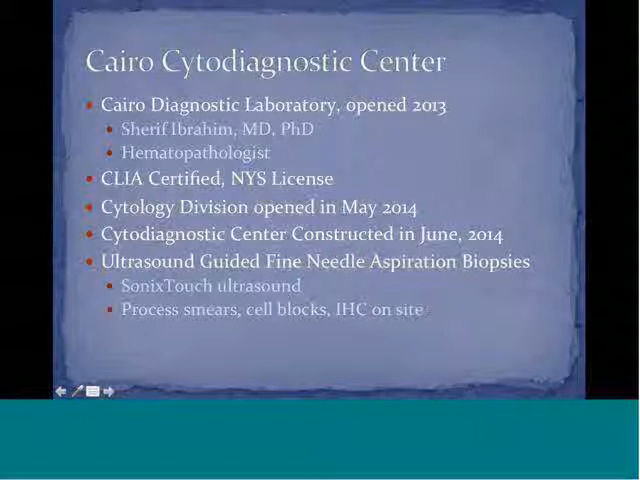 Cairo Cytodiagnostic Center
Cairo Diagnostic Laboratory, opened 2013
Sherif Ibrahim, MD, PhD
Hematopathologist
CLIA Certified, NYS License
Cytology Division opened in May 2014
Cytodiagnostic Center Constructed in June, 2014
Ultrasound Guided Fine Needle Aspiration Biopsies
SonixTouch ultrasound
Process smears, cell blocks, IHC on site